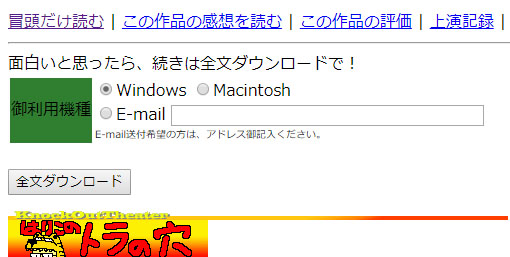 冒頭だけ読む | この作品の感想を読む | この作品の評価 | 上演記録 |
面白いと思ったら、続きは全文ダウンロードで！
御利用機種
Windows Macintosh
E-mail
E-mail送付希望の方は、アドレス御記入ください。
全文ダウンロード
KnockOutTheater
はりこのトラの穴